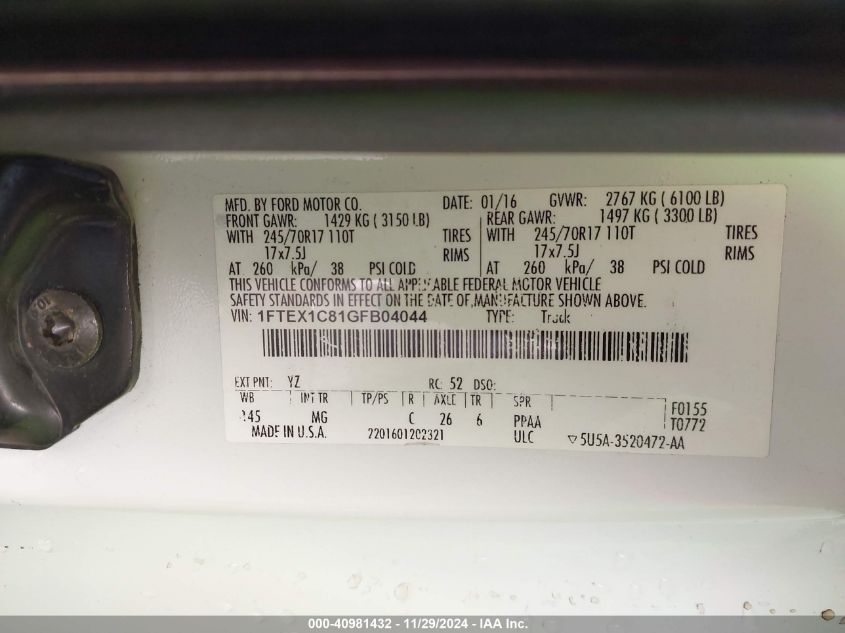 MFD. BY FORD MOTOR CO. DATE: 01/16 GVWR: 2767 KG ( 6100 LB)
FRONT GAWR: 1429 KG ( 3150 LB) REAR GAWR: 1497 KG ( 3300 LB)
WITH 245/70R17 110T TIRES WITH 245/70R17 110T TIRES
17x7.5J RIMS 17x7.5J RIMS
AT 260 kPa/ 38 PSI COLD AT 260 kPa/ 38 PSI COLD
THIS VEHICLE CONFORMS TO ALL APPLICABLE FEDERAL MOTOR VEHICLE
SAFETY STANDARDS IN EFFECT ON THE DATE OF MANUFACTURE SHOWN ABOVE.
VIN: 1FTEX1C81GFB04044 TYPE: Truck
EXT PNT: YZ RC: 52 DSO:
WB INT TR TP/PS R AXLE TR SPR F0155
145 MG C 26 6 PPAA T0772
MADE IN U.S.A. 2201601202321 ULC ▽5U5A-3520472-AA
000-40981432 - 11/29/2024 - IAA Inc.